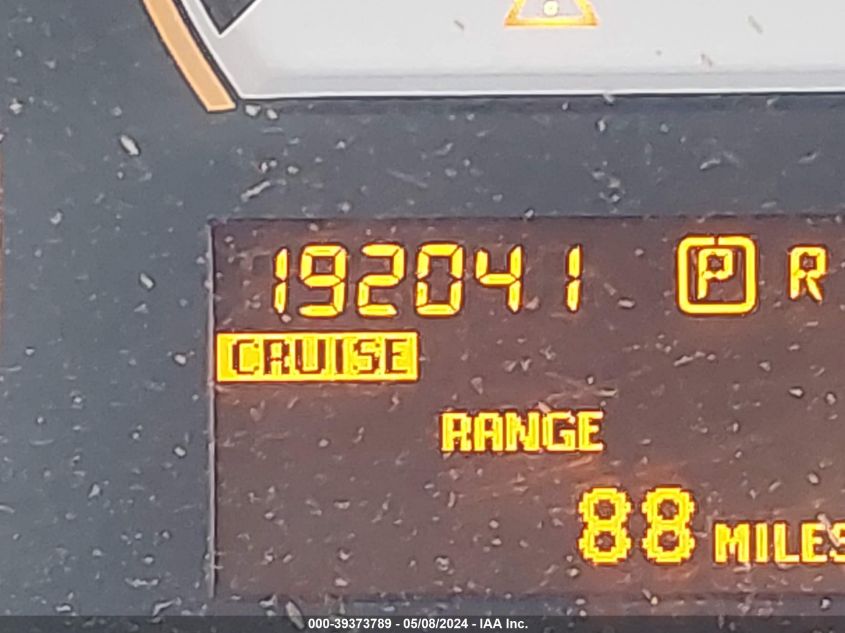 192041 P R
CRUISE
RANGE
88 MILES
000-39373789 - 05/08/2024 - IAA Inc.